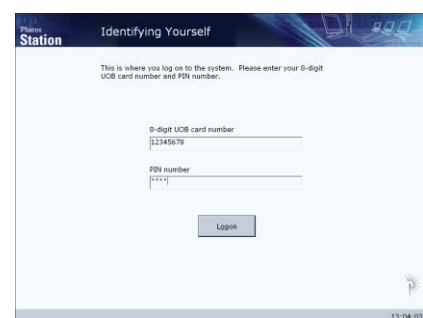 Pharos
Station
Identifying Yourself
This is where you log on to the system. Please enter your 8-digit
UOB card number and PIN number.
8-digit UOB card number
12345678
PIN number
****
Logon
13:04:03